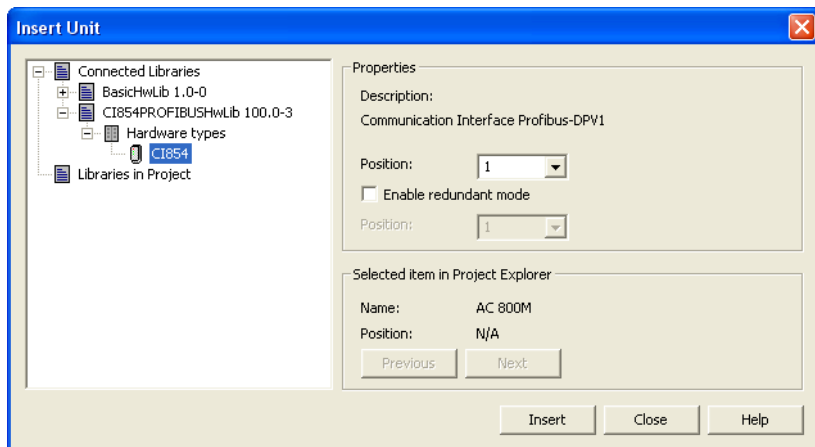 Insert Unit
Connected Libraries
BasicHwLib 1.0-0
CI854PROFIBUSHwLib 100.0-3
Hardware types
CI854
Libraries in Project
Properties
Description:
Communication Interface Profibus-DPV1
Position: 1
Enable redundant mode
Position: 1
Selected item in Project Explorer
Name: AC 800M
Position: N/A
Previous Next
Insert Close Help